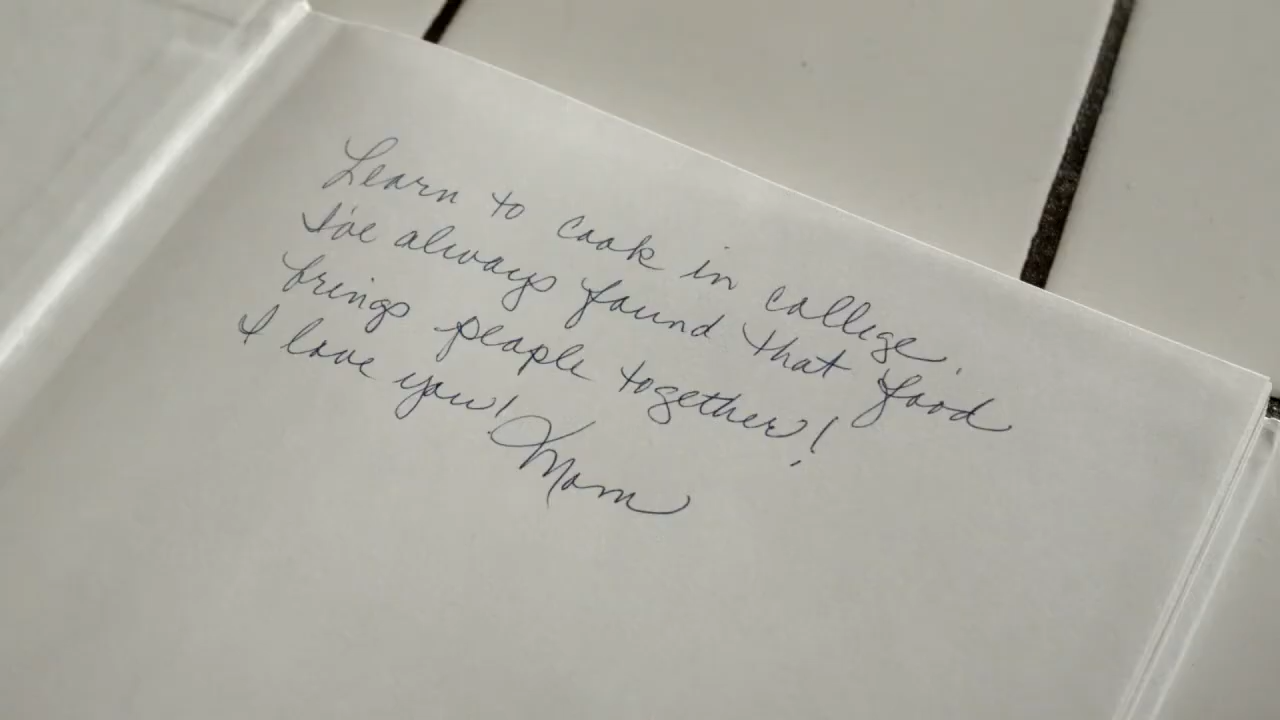 Learn to cook in college.
I've always found that food
brings people together!
I love you!
Mom